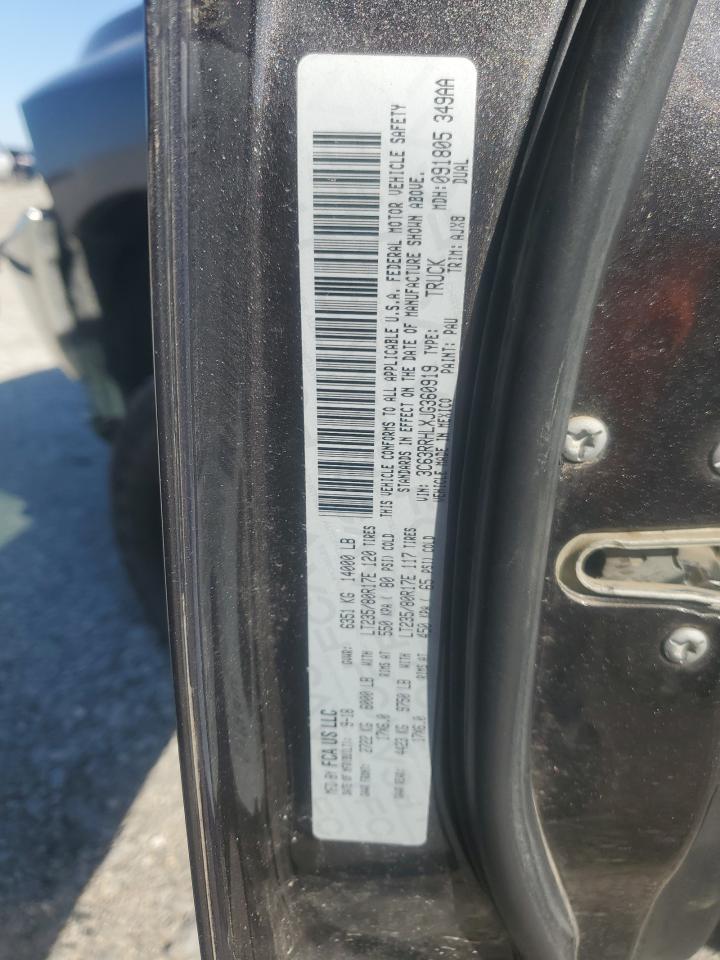 MFD BY FCA US LLC
DATE OF MFR(BUILT): 9-18 GVWR: 6351 KG 14000 LB
GAWR FRONT: 2722 KG 6000 LB WITH LT235/80R17E 120 TIRES
17X6.0 RIMS AT 550 KPA( 80 PSI) COLD
GAWR REAR: 4423 KG 9750 LB WITH LT235/80R17E 117 TIRES
17X6.0 RIMS AT 450 KPA( 65 PSI) COLD
THIS VEHICLE CONFORMS TO ALL APPLICABLE U.S.A. FEDERAL MOTOR VEHICLE SAFETY
STANDARDS IN EFFECT ON THE DATE OF MANUFACTURE SHOWN ABOVE.
VIN: 3C63RRHLXJG360919 TYPE: TRUCK MDH: 091805 349AA
VEHICLE MADE IN MEXICO PAINT: PAU TRIM: AJX8 DUAL